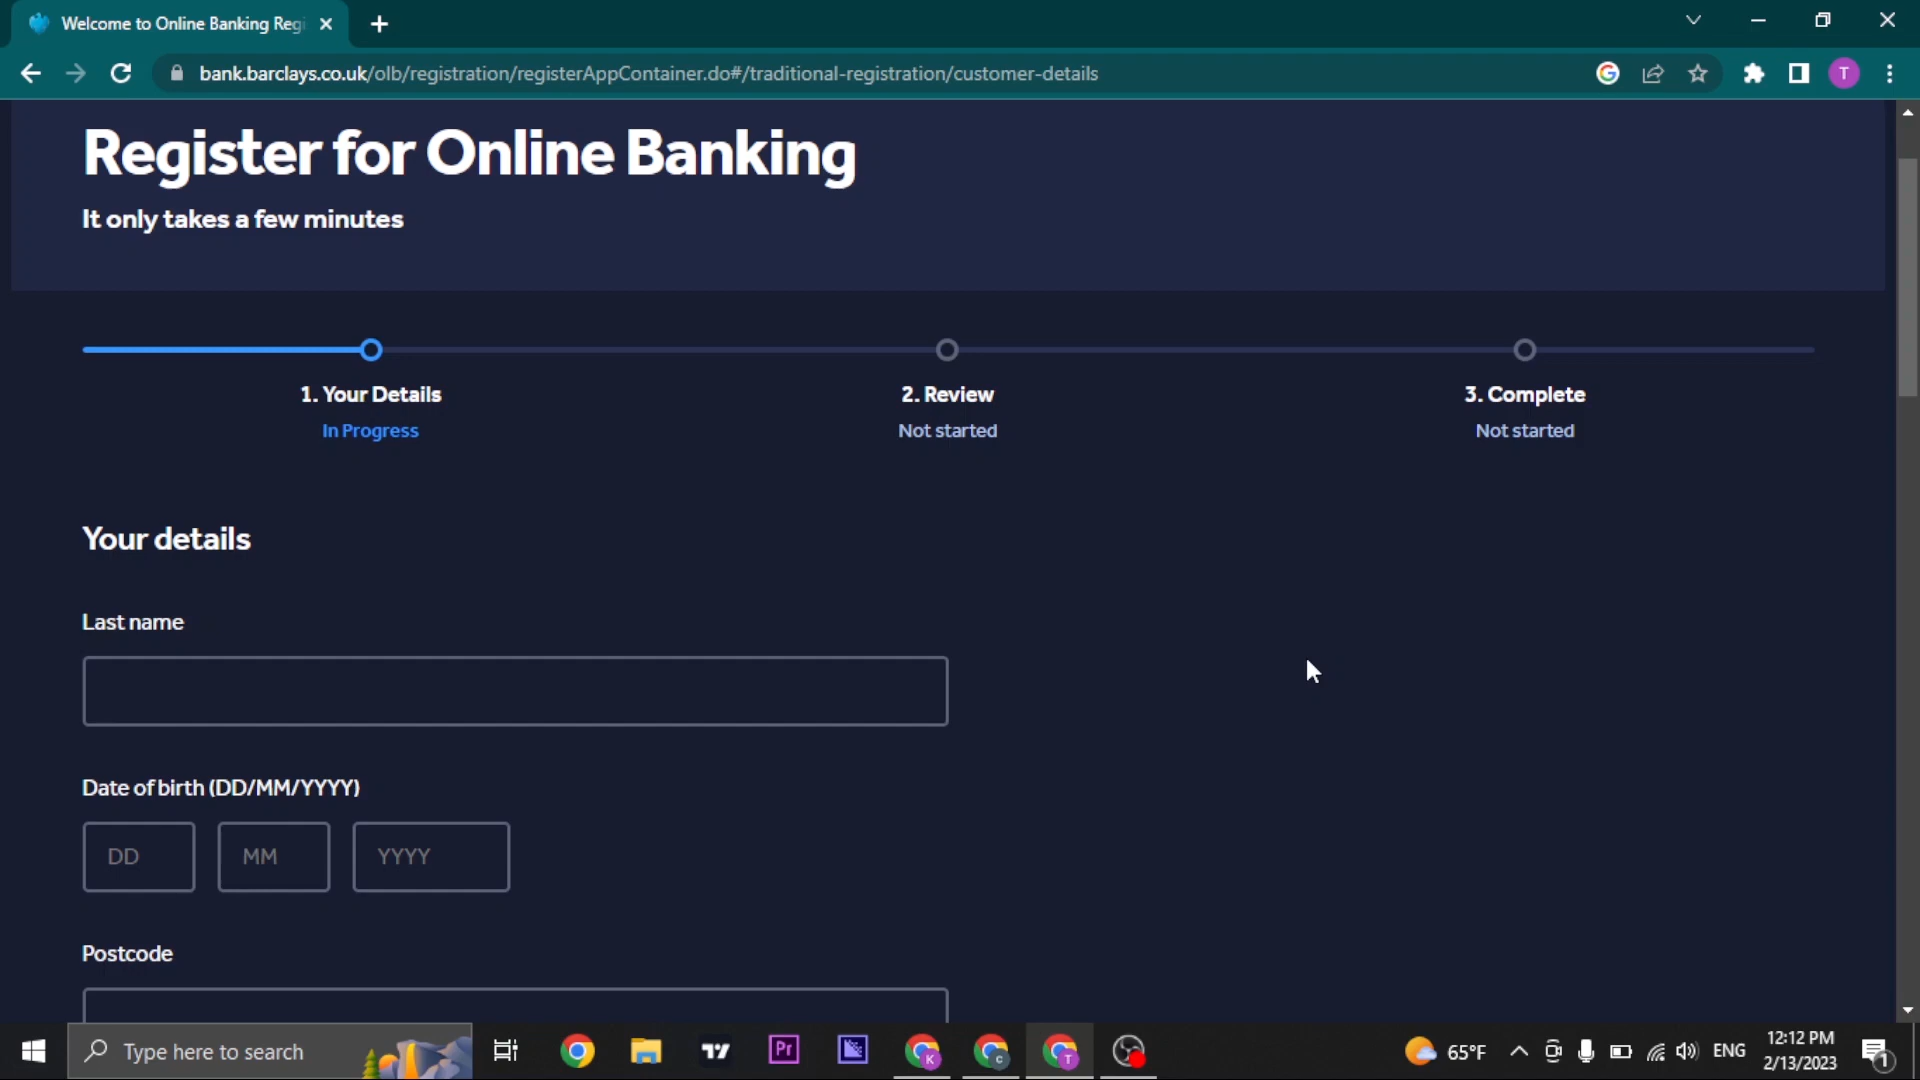 Welcome to Online Banking Regi
bank.barclays.co.uk/olb/registration/registerAppContainer.do#/traditional-registration/customer-details
T
Register for Online Banking
It only takes a few minutes
1. Your Details
In Progress
2. Review
Not started
3. Complete
Not started
Your details
Last name
Date of birth (DD/MM/YYYY)
DD
MM
YYYY
Postcode
Type here to search
Pr
K
c
T
65°F
ENG
12:12 PM
2/13/2023
1